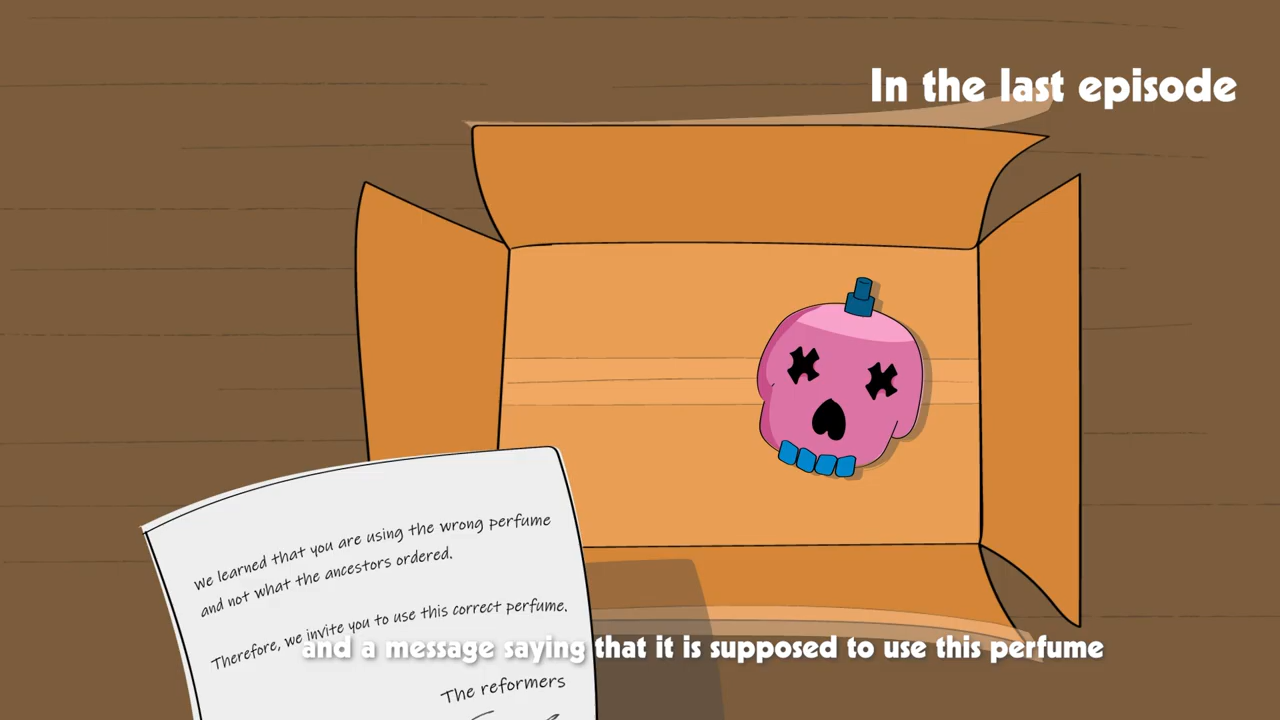 In the last episode
we learned that you are using the wrong perfume
and not what the ancestors ordered.
Therefore, we invite you to use this correct perfume.
and a message saying that it is supposed to use this perfume
The reformers